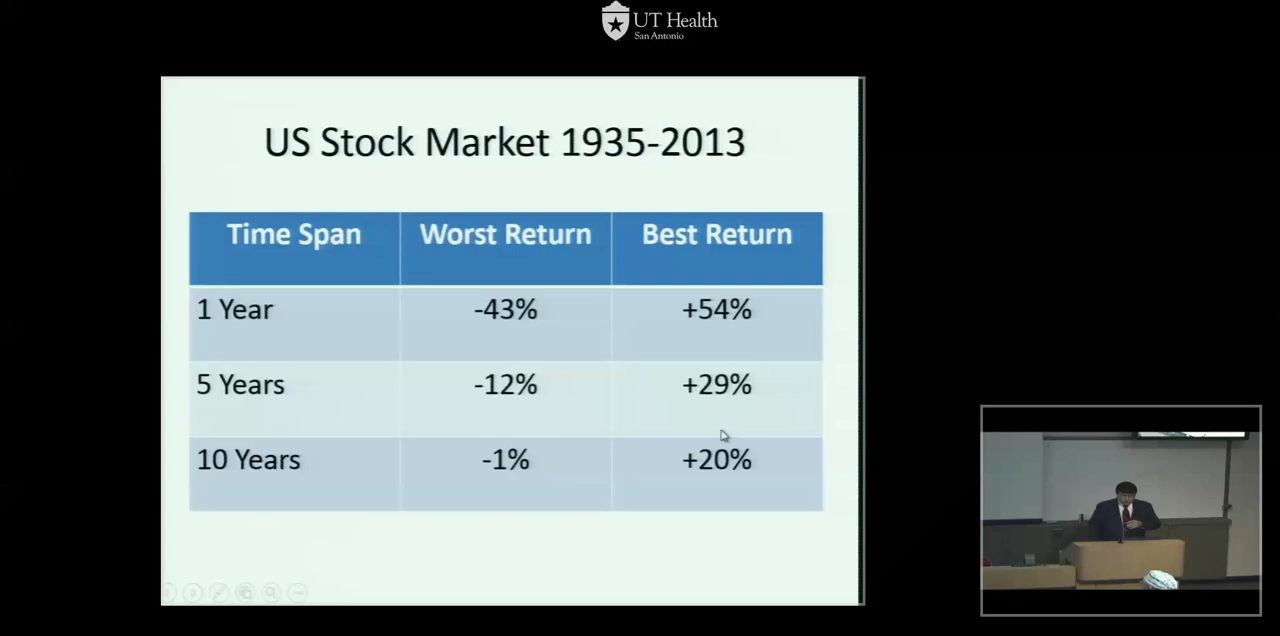 UT Health
San Antonio
US Stock Market 1935-2013
Time Span Worst Return Best Return
1 Year -43% +54%
5 Years -12% +29%
10 Years -1% +20%